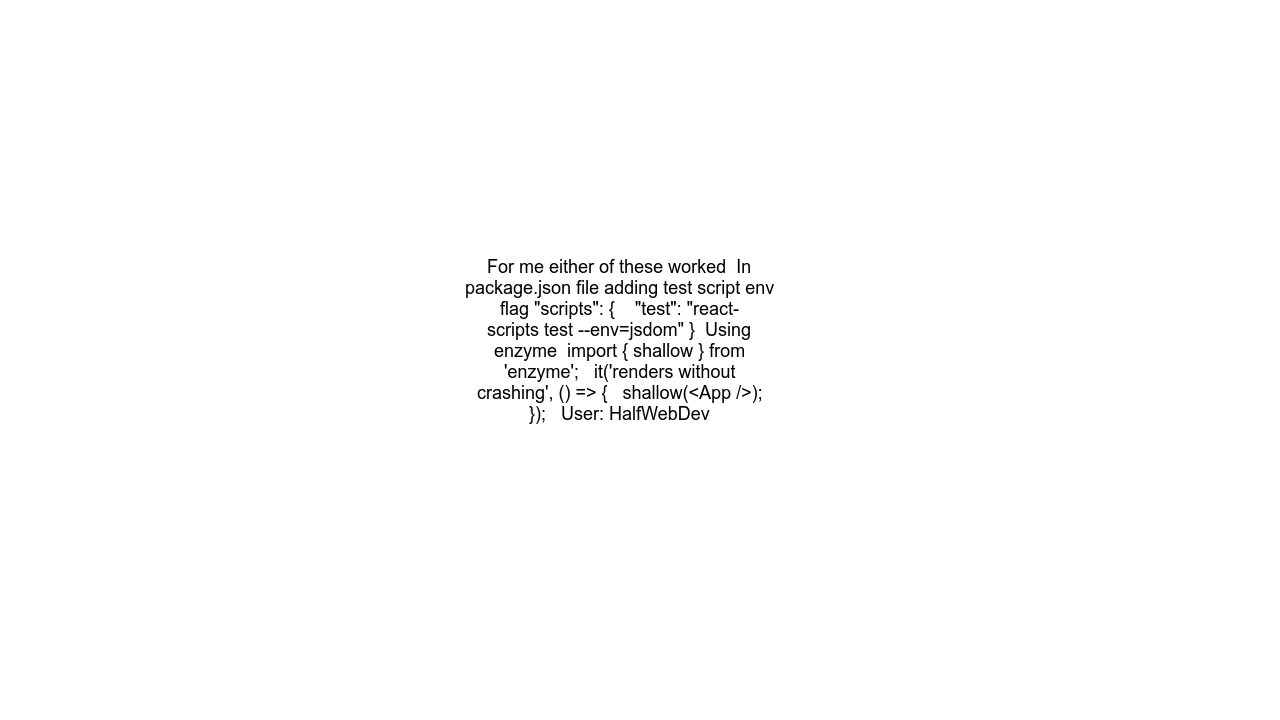 For me either of these worked  In
package.json file adding test script env
flag "scripts": {    "test": "react-
scripts test --env=jsdom" }  Using
enzyme  import { shallow } from
'enzyme';   it('renders without
crashing', () => {   shallow(<App />);
});   User: HalfWebDev